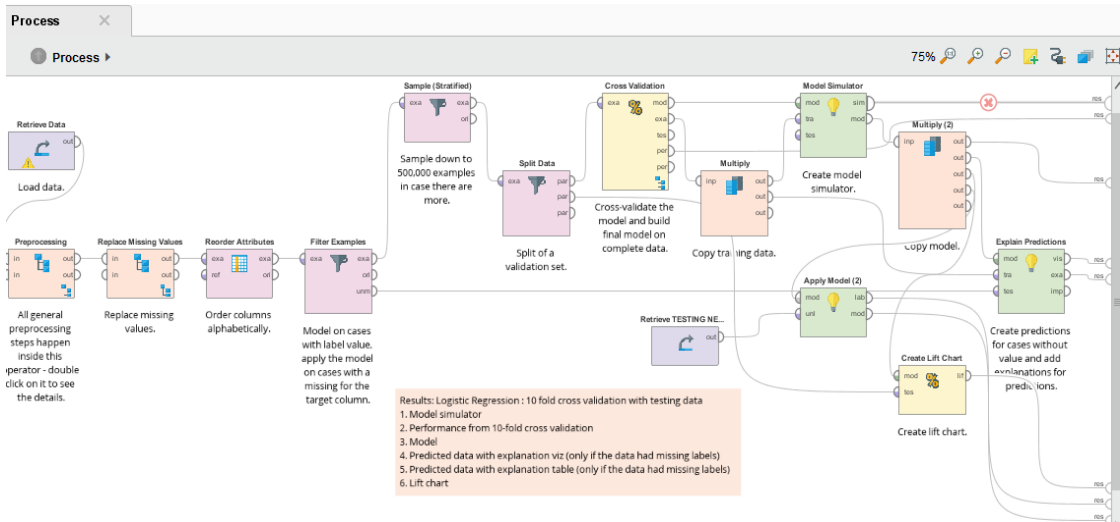 Process
Process
75%
Sample (Stratified)
exa
exa
ori
Sample down to
500,000 examples
in case there are
more.
Cross Validation
exa
mod
exa
tes
per
per
Cross-validate the
model and build
final model on
complete data.
Model Simulator
mod
tra
tes
sim
mod
Create model
simulator.
res
res
res
Retrieve Data
out
Load data.
Split Data
exa
par
par
par
Split of a
validation set.
Multiply
inp
out
out
out
Copy training data.
Multiply (2)
inp
out
out
out
out
out
Copy model.
Preprocessing
in
in
out
out
All general
preprocessing
steps happen
inside this
operator - double
click on it to see
the details.
Replace Missing Values
in
in
out
out
Replace missing
values.
Reorder Attributes
exa
ref
exa
ori
Order columns
alphabetically.
Filter Examples
exa
exa
ori
unm
Model on cases
with label value.
apply the model
on cases with a
missing for the
target column.
Explain Predictions
mod
tra
tes
vis
exa
imp
Create predictions
for cases without
value and add
explanations for
predictions.
res
res
Apply Model (2)
mod
unl
lab
mod
Retrieve TESTING NE...
out
Create Lift Chart
mod
tes
lif
Create lift chart.
Results: Logistic Regression : 10 fold cross validation with testing data
1. Model simulator
2. Performance from 10-fold cross validation
3. Model
4. Predicted data with explanation viz (only if the data had missing labels)
5. Predicted data with explanation table (only if the data had missing labels)
6. Lift chart
res
res
res